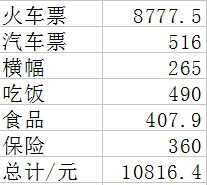 火车票 8777.5
汽车票 516
横幅 265
吃饭 490
食品 407.9
保险 360
总计/元 10816.4